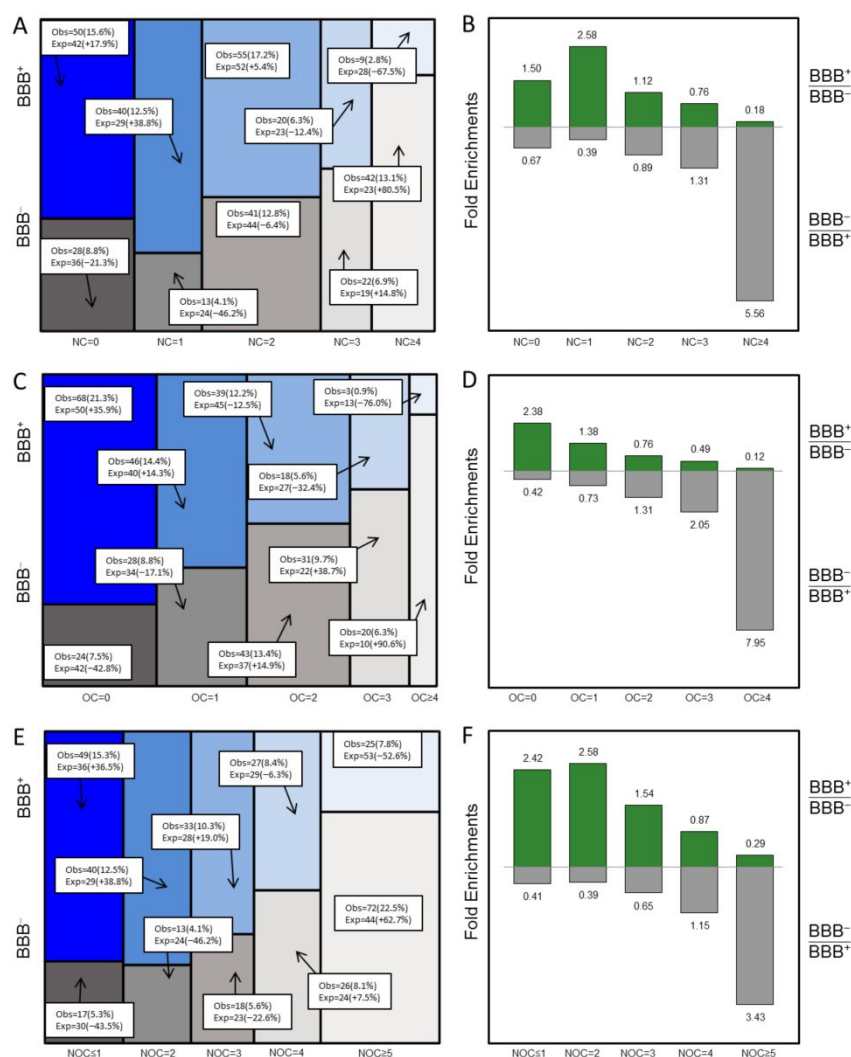 A
BBB⁺
BBB⁻
Obs=50(15.6%)
Exp=42(+17.9%)
Obs=40(12.5%)
Exp=29(+38.8%)
Obs=55(17.2%)
Exp=52(+5.4%)
Obs=20(6.3%)
Exp=23(−12.4%)
Obs=9(2.8%)
Exp=28(−67.5%)
Obs=28(8.8%)
Exp=36(−21.3%)
Obs=13(4.1%)
Exp=24(−46.2%)
Obs=41(12.8%)
Exp=44(−6.4%)
Obs=42(13.1%)
Exp=23(+80.5%)
Obs=22(6.9%)
Exp=19(+14.8%)
NC=0 NC=1 NC=2 NC=3 NC≥4
B
Fold Enrichments
1.50 2.58 1.12 0.76 0.18
0.67 0.39 0.89 1.31 5.56
NC=0 NC=1 NC=2 NC=3 NC≥4
BBB⁺
BBB⁻
BBB⁻
BBB⁺
C
BBB⁺
BBB⁻
Obs=68(21.3%)
Exp=50(+35.9%)
Obs=46(14.4%)
Exp=40(+14.3%)
Obs=39(12.2%)
Exp=45(−12.5%)
Obs=18(5.6%)
Exp=27(−32.4%)
Obs=3(0.9%)
Exp=13(−76.0%)
Obs=24(7.5%)
Exp=42(−42.8%)
Obs=28(8.8%)
Exp=34(−17.1%)
Obs=43(13.4%)
Exp=37(+14.9%)
Obs=31(9.7%)
Exp=22(+38.7%)
Obs=20(6.3%)
Exp=10(+90.6%)
OC=0 OC=1 OC=2 OC=3 OC≥4
D
Fold Enrichments
2.38 1.38 0.76 0.49 0.12
0.42 0.73 1.31 2.05 7.95
OC=0 OC=1 OC=2 OC=3 OC≥4
BBB⁺
BBB⁻
BBB⁻
BBB⁺
E
BBB⁺
BBB⁻
Obs=49(15.3%)
Exp=36(+36.5%)
Obs=40(12.5%)
Exp=29(+38.8%)
Obs=33(10.3%)
Exp=28(+19.0%)
Obs=27(8.4%)
Exp=29(−6.3%)
Obs=25(7.8%)
Exp=53(−52.6%)
Obs=17(5.3%)
Exp=30(−43.5%)
Obs=13(4.1%)
Exp=24(−46.2%)
Obs=18(5.6%)
Exp=23(−22.6%)
Obs=26(8.1%)
Exp=24(+7.5%)
Obs=72(22.5%)
Exp=44(+62.7%)
NOC≤1 NOC=2 NOC=3 NOC=4 NOC≥5
F
Fold Enrichments
2.42 2.58 1.54 0.87 0.29
0.41 0.39 0.65 1.15 3.43
NOC≤1 NOC=2 NOC=3 NOC=4 NOC≥5
BBB⁺
BBB⁻
BBB⁻
BBB⁺